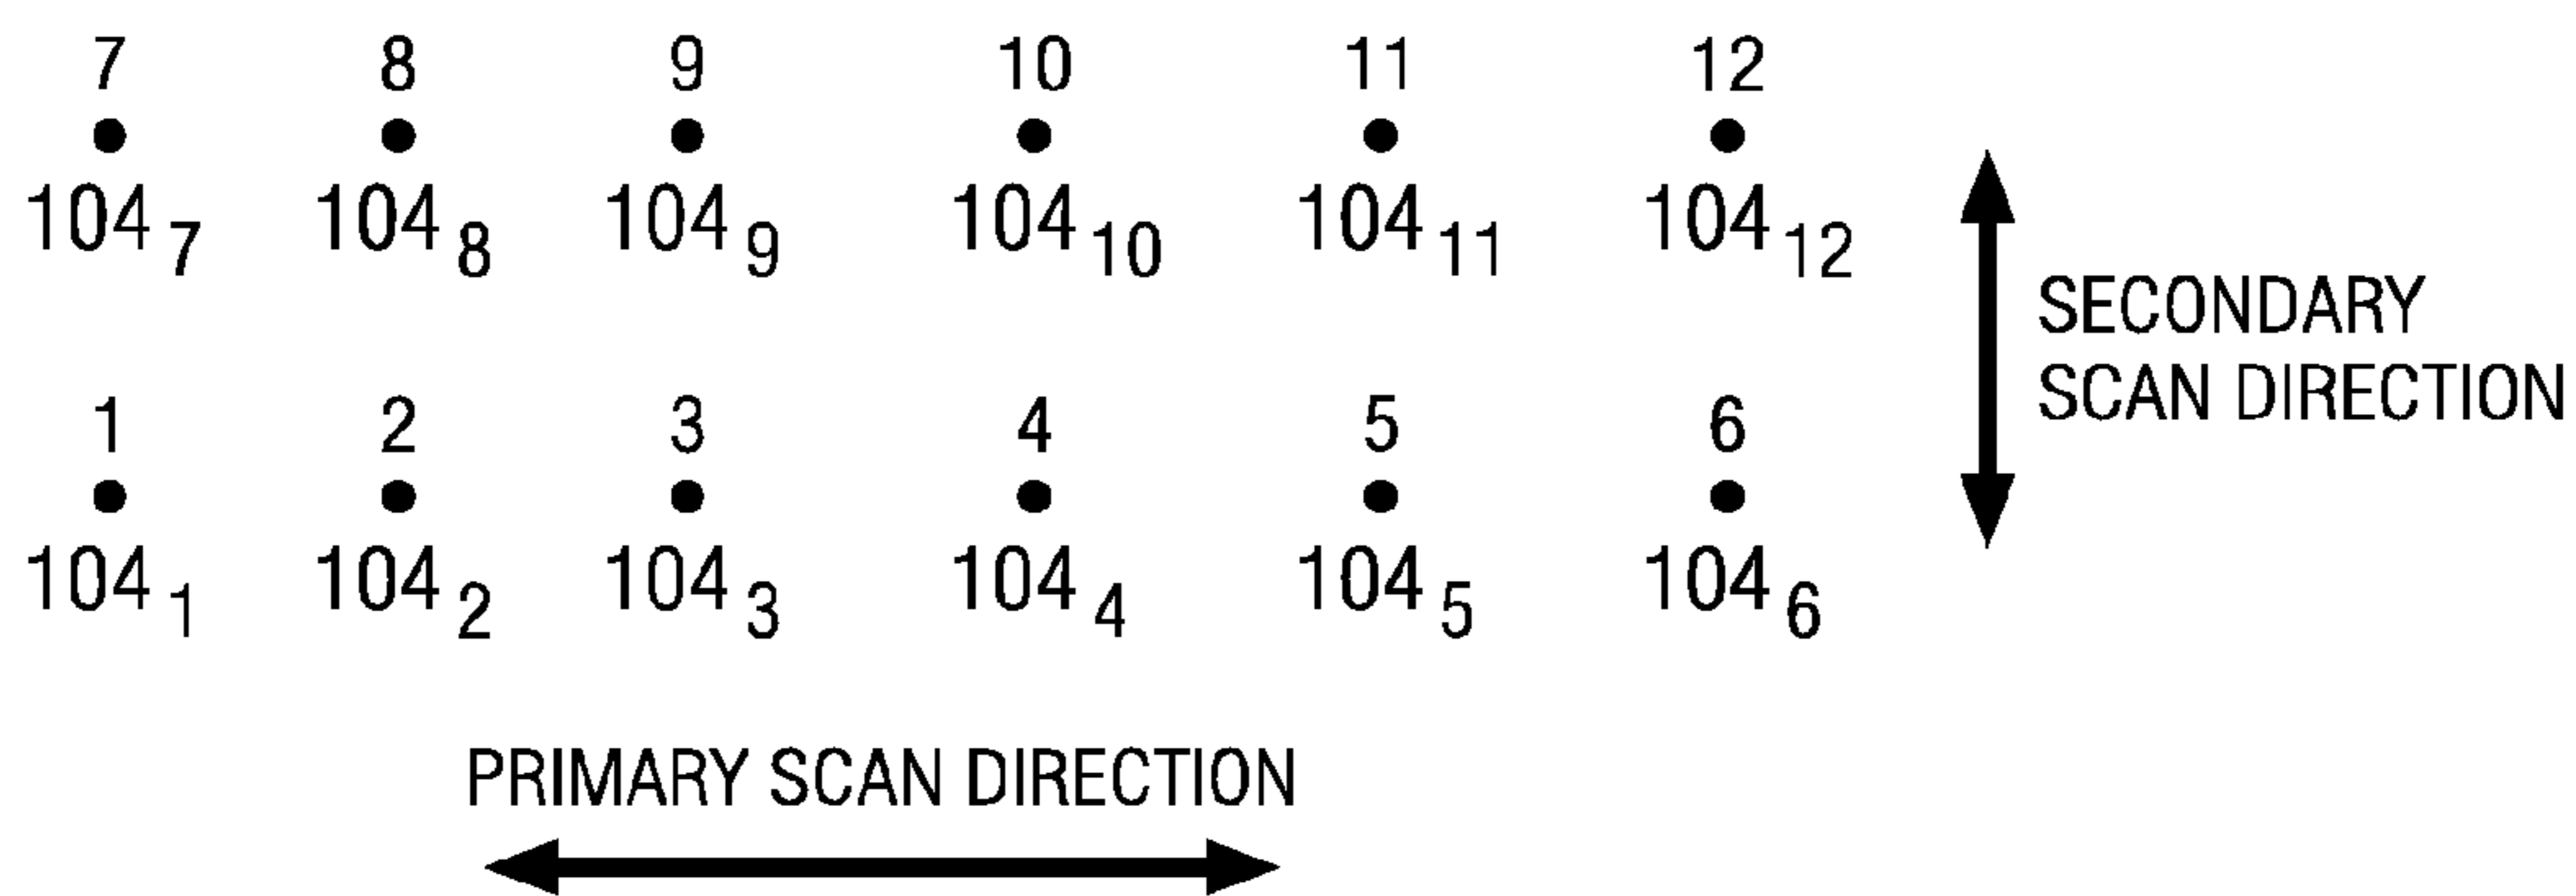 7 8 9 10 11 12
104 7 104 8 104 9 104 10 104 11 104 12
SECONDARY
SCAN DIRECTION
1 2 3 4 5 6
104 1 104 2 104 3 104 4 104 5 104 6
PRIMARY SCAN DIRECTION